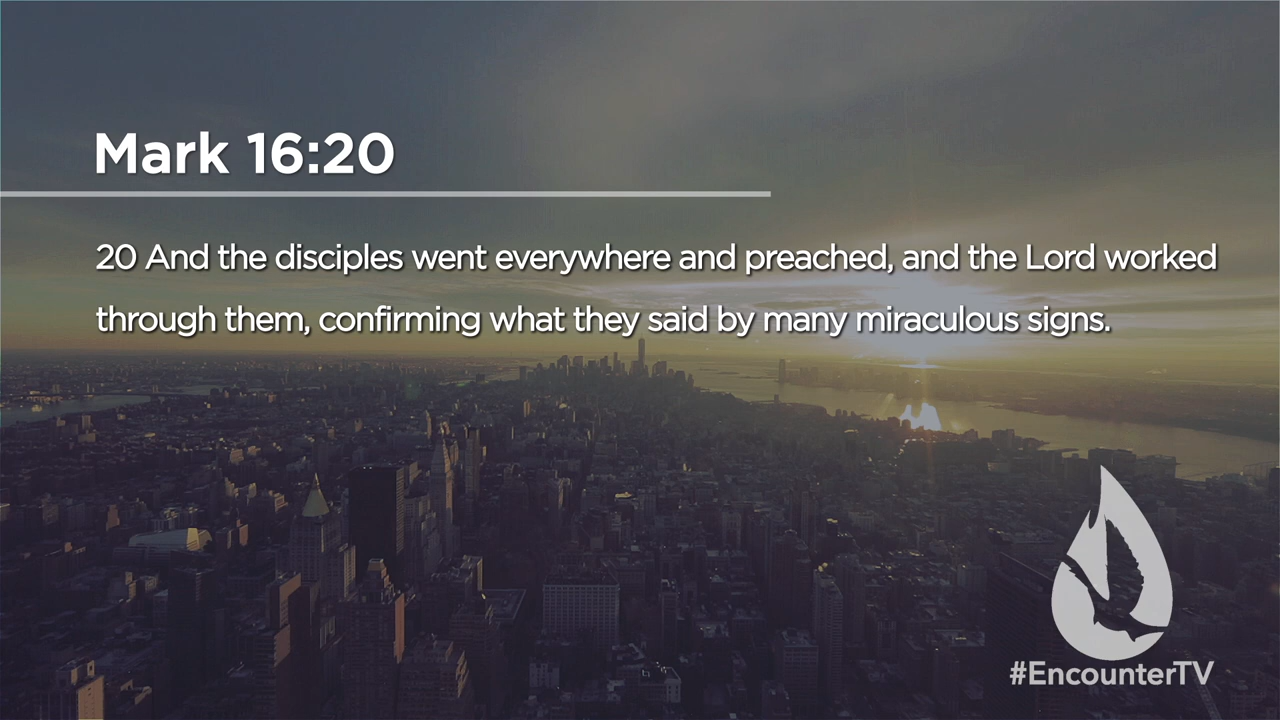 Mark 16:20
20 And the disciples went everywhere and preached, and the Lord worked
through them, confirming what they said by many miraculous signs.
#EncounterTV